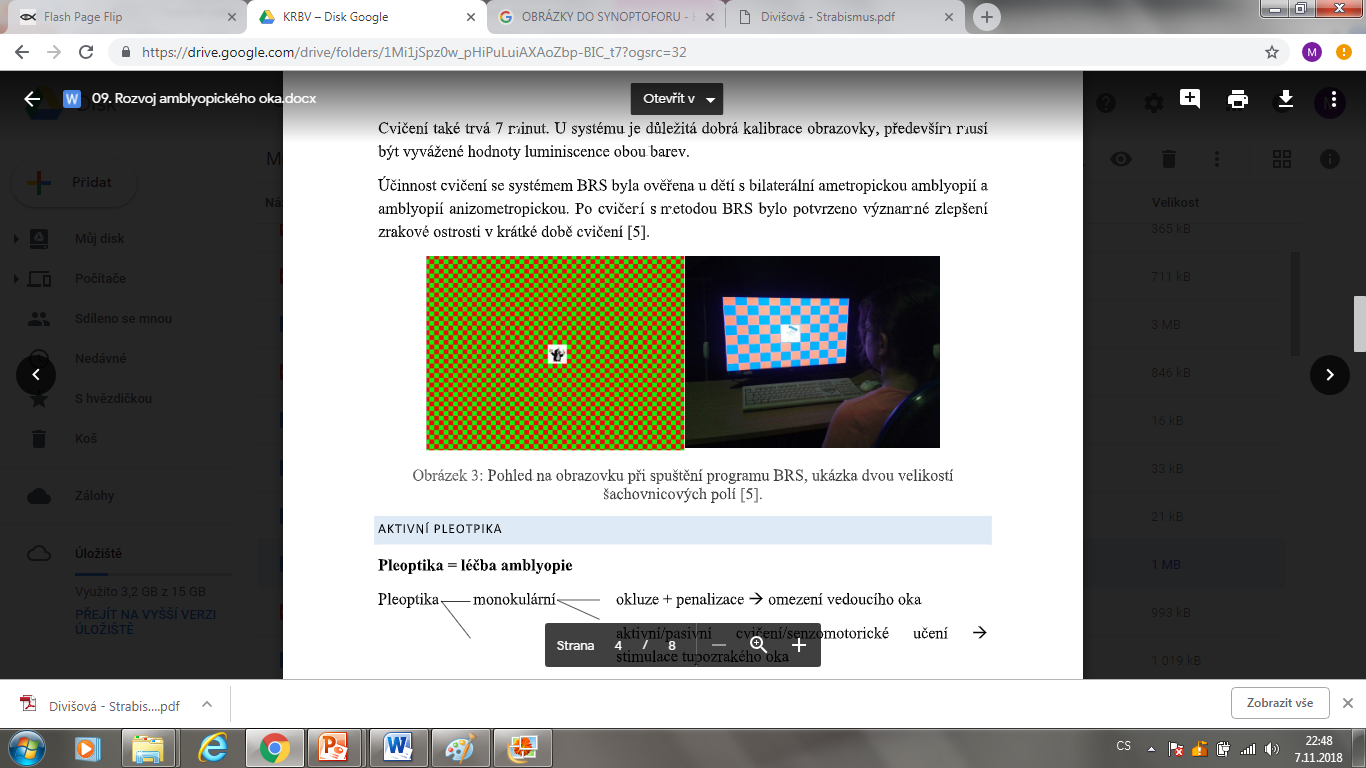 Flash Page Flip
KRBV – Disk Google
OBRÁZKY DO SYNOPTOFORU -
Divišová - Strabismus.pdf
https://drive.google.com/drive/folders/1Mi1jSpz0w_pHiPuLuiAXAoZbp-BIC_t7?ogsrc=32
M
W 09. Rozvoj amblyopického oka.docx
Otevřít v
Cvičení také trvá 7 minut. U systému je důležitá dobrá kalibrace obrazovky, především musí
být vyvážené hodnoty luminiscence obou barev.
Účinnost cvičení se systémem BRS byla ověřena u dětí s bilaterální ametropickou amblyopií a
amblyopií anizometropickou. Po cvičení s metodou BRS bylo potvrzeno významné zlepšení
zrakové ostrosti v krátké době cvičení [5].
Obrázek 3: Pohled na obrazovku při spuštění programu BRS, ukázka dvou velikostí
šachovnicových polí [5].
AKTIVNÍ PLEOTPIKA
Pleoptika = léčba amblyopie
Pleoptika monokulární okluze + penalizace → omezení vedoucího oka
aktivní/pasivní cvičení/senzomotorické učení →
stimulace tupozrakého oka
Strana 4 / 8
Přidat
Můj disk
Počítače
Sdíleno se mnou
Nedávné
S hvězdičkou
Koš
Zálohy
Úložiště
Využito 3,2 GB z 15 GB
PŘEJÍT NA VYŠŠÍ VERZI
ÚLOŽIŠTĚ
Velikost
365 kB
711 kB
3 MB
846 kB
16 kB
33 kB
21 kB
1 MB
993 kB
1 019 kB
Divišová - Strabis....pdf
Zobrazit vše
CS
22:48
7.11.2018